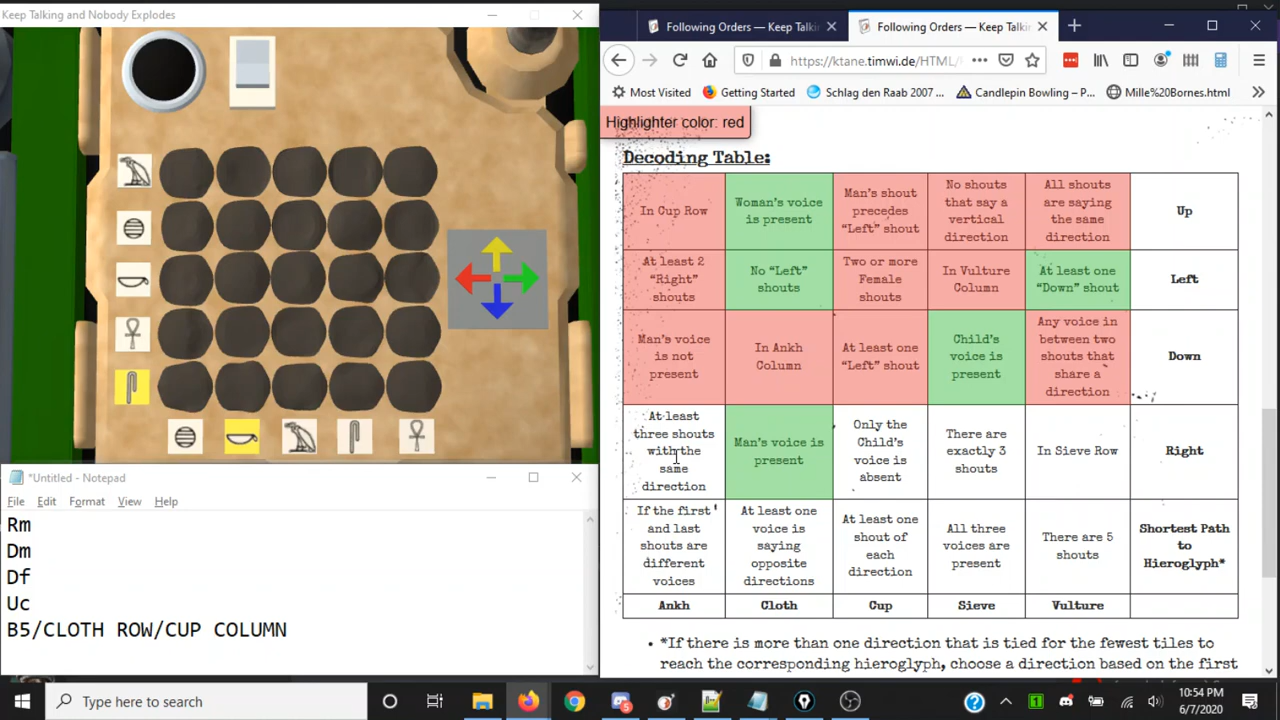 Keep Talking and Nobody Explodes
Following Orders — Keep Talkin
Following Orders — Keep Talkin
https://ktane.timwi.de/HTML/
Most Visited
Getting Started
Schlag den Raab 2007 ...
Candlepin Bowling – P...
Mille%20Bornes.html
Highlighter color: red
Decoding Table:
In Cup Row
Woman's voice
is present
Man's shout
precedes
"Left" shout
No shouts
that say a
vertical
direction
All shouts
are saying
the same
direction
Up
At least 2
"Right"
shouts
No "Left"
shouts
Two or more
Female
shouts
In Vulture
Column
At least one
"Down" shout
Left
Man's voice
is not
present
In Ankh
Column
At least one
"Left" shout
Child's
voice is
present
Any voice in
between two
shouts that
share a
direction
Down
At least
three shouts
with the
same
direction
Man's voice is
present
Only the
Child's
voice is
absent
There are
exactly 3
shouts
In Sieve Row
Right
If the first
and last
shouts are
different
voices
At least one
voice is
saying
opposite
directions
At least one
shout of
each
direction
All three
voices are
present
There are 5
shouts
Shortest Path
to
Hieroglyph*
Ankh
Cloth
Cup
Sieve
Vulture
*If there is more than one direction that is tied for the fewest tiles to
reach the corresponding hieroglyph, choose a direction based on the first
*Untitled - Notepad
File Edit Format View Help
Rm
Dm
Df
Uc
B5/CLOTH ROW/CUP COLUMN
Type here to search
1
10:54 PM
6/7/2020